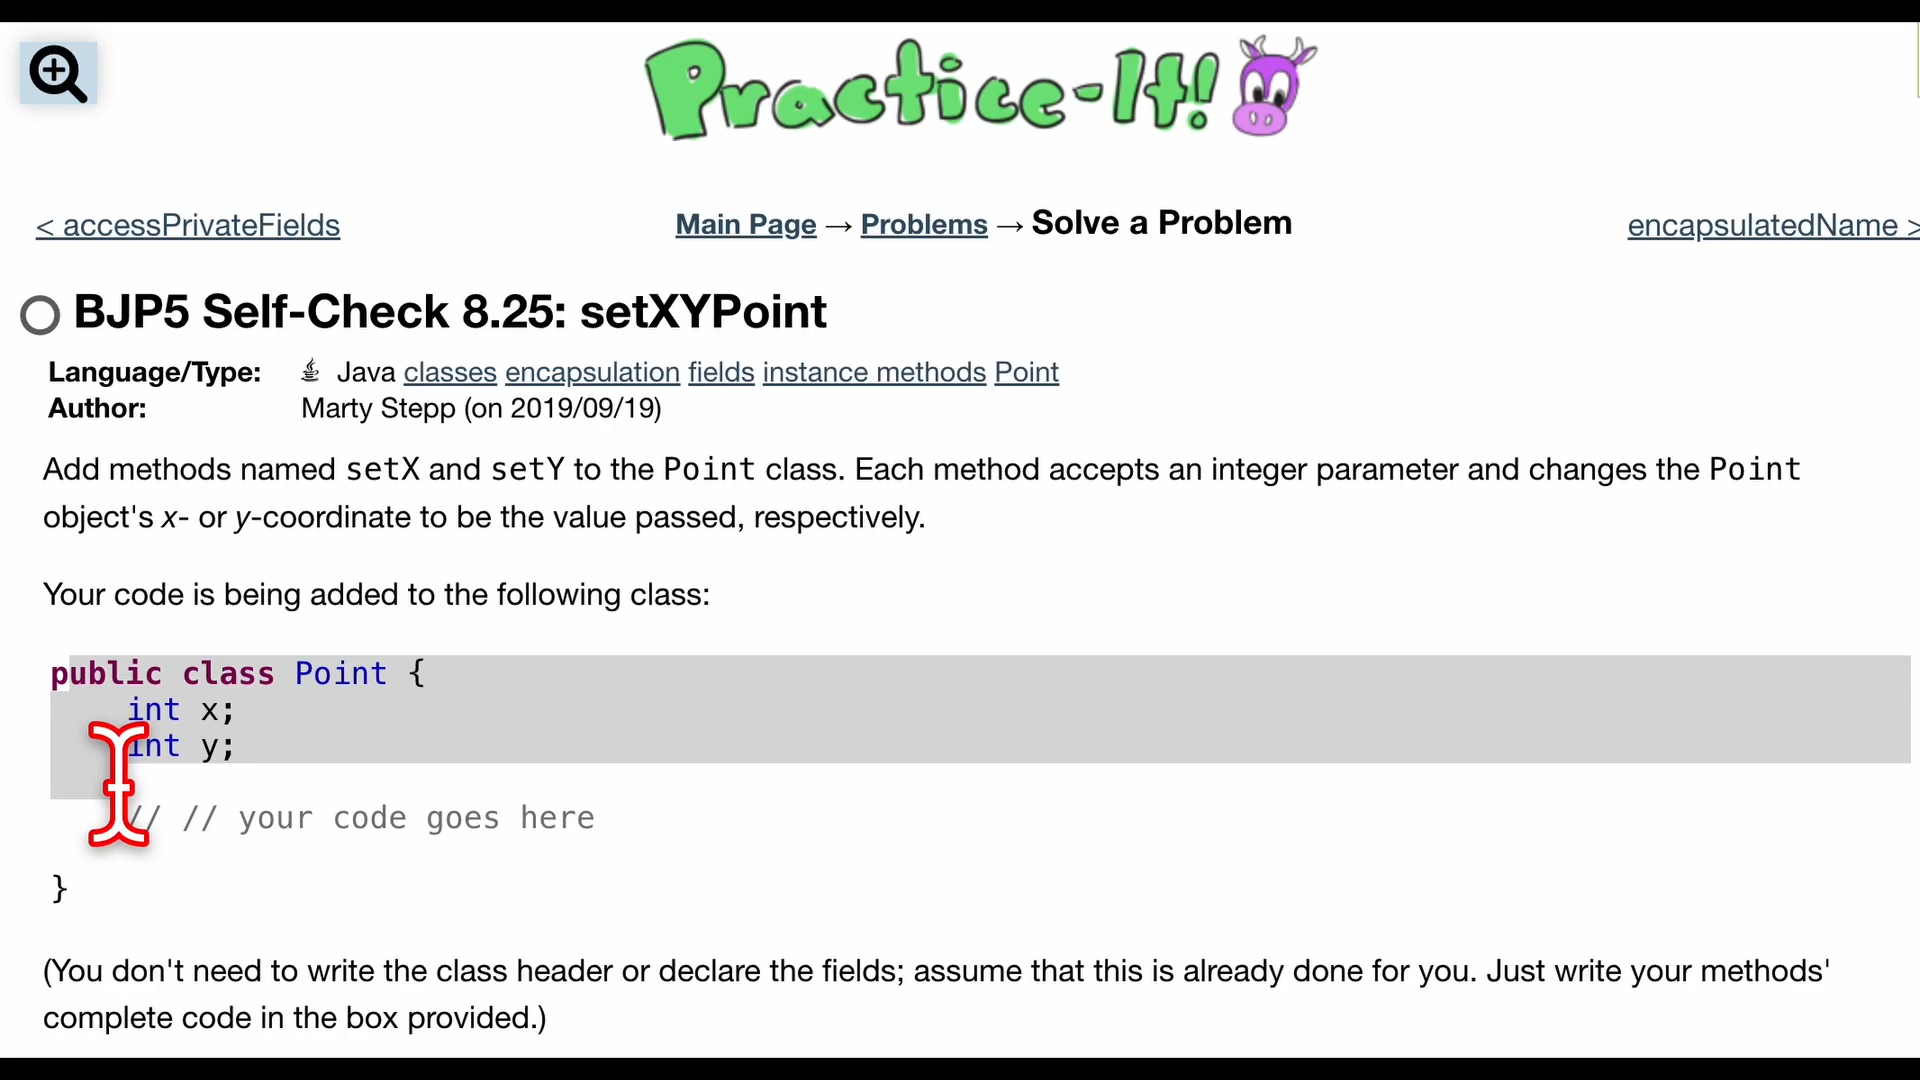 Practice-It!
< accessPrivateFields
Main Page → Problems → Solve a Problem
encapsulatedName >
BJP5 Self-Check 8.25: setXYPoint
Language/Type: Java classes encapsulation fields instance methods Point
Author: Marty Stepp (on 2019/09/19)
Add methods named setX and setY to the Point class. Each method accepts an integer parameter and changes the Point
object's x- or y-coordinate to be the value passed, respectively.
Your code is being added to the following class:
public class Point {
    int x;
    int y;
    // // your code goes here
}
(You don't need to write the class header or declare the fields; assume that this is already done for you. Just write your methods'
complete code in the box provided.)